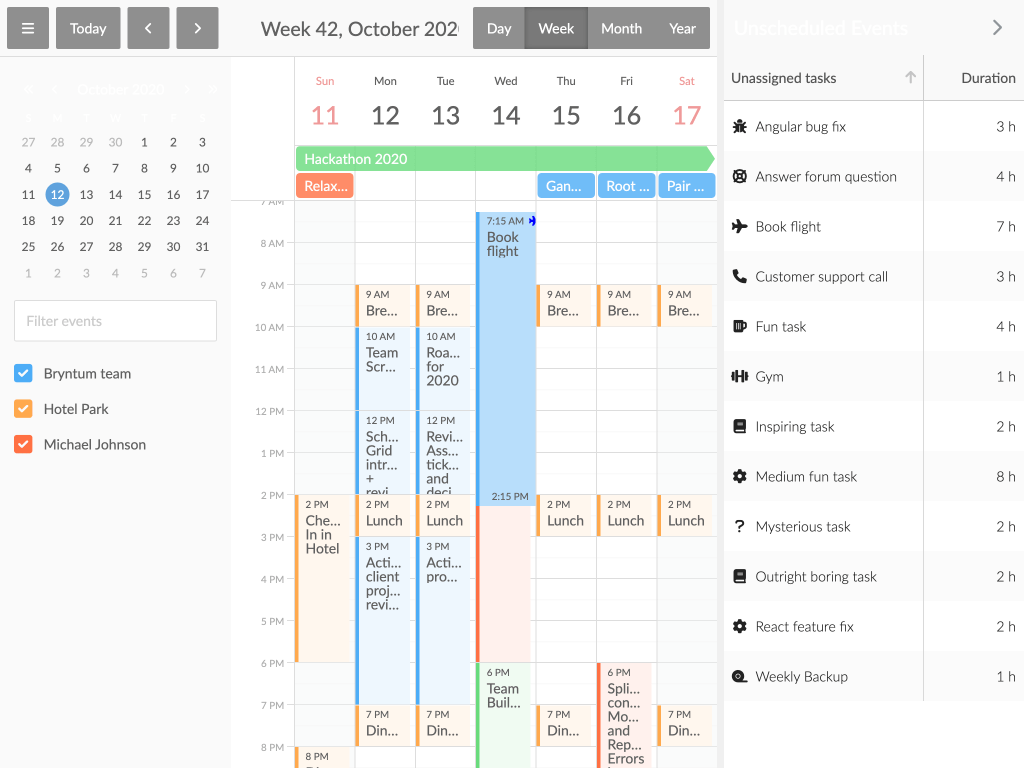 Today
Week 42, October 202
Day
Week
Month
Year
Unscheduled Events
October 2020
27 28 29 30 1 2 3
4 5 6 7 8 9 10
11 12 13 14 15 16 17
18 19 20 21 22 23 24
25 26 27 28 29 30 31
1 2 3 4 5 6 7
Filter events
Bryntum team
Hotel Park
Michael Johnson
Sun Mon Tue Wed Thu Fri Sat
11 12 13 14 15 16 17
Hackathon 2020
Relax...
Gan...
Root ...
Pair ...
7 AM
8 AM
9 AM
10 AM
11 AM
12 PM
1 PM
2 PM
3 PM
4 PM
5 PM
6 PM
7 PM
8 PM
2 PM
Che...
In in
Hotel
8 PM
9 AM
Bre...
10 AM
Team
Scr...
12 PM
Sch...
Grid
intr...
+
revi
2 PM
Lunch
3 PM
Acti...
client
proj...
revi...
7 PM
Din...
9 AM
Bre...
10 AM
Roa...
for
2020
12 PM
Revi...
Ass...
tick...
and
deci
2 PM
Lunch
3 PM
Acti...
pro...
7 PM
Din...
7:15 AM
Book
flight
2:15 PM
6 PM
Team
Buil...
9 AM
Bre...
2 PM
Lunch
7 PM
Din...
9 AM
Bre...
2 PM
Lunch
6 PM
Spli...
con...
Mo...
and
Rep...
Errors
9 AM
Bre...
2 PM
Lunch
7 PM
Din...
Unassigned tasks Duration
Angular bug fix 3 h
Answer forum question 4 h
Book flight 7 h
Customer support call 3 h
Fun task 4 h
Gym 1 h
Inspiring task 2 h
Medium fun task 8 h
Mysterious task 2 h
Outright boring task 2 h
React feature fix 2 h
Weekly Backup 1 h